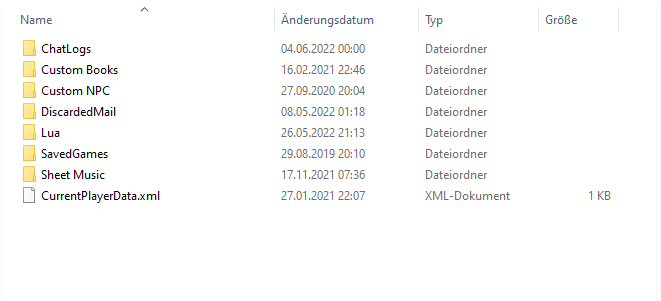 Name Änderungsdatum Typ Größe
ChatLogs 04.06.2022 00:00 Dateiordner
Custom Books 16.02.2021 22:46 Dateiordner
Custom NPC 27.09.2020 20:04 Dateiordner
DiscardedMail 08.05.2022 01:18 Dateiordner
Lua 26.05.2022 21:13 Dateiordner
SavedGames 29.08.2019 20:10 Dateiordner
Sheet Music 17.11.2021 07:36 Dateiordner
CurrentPlayerData.xml 27.01.2021 22:07 XML-Dokument 1 KB